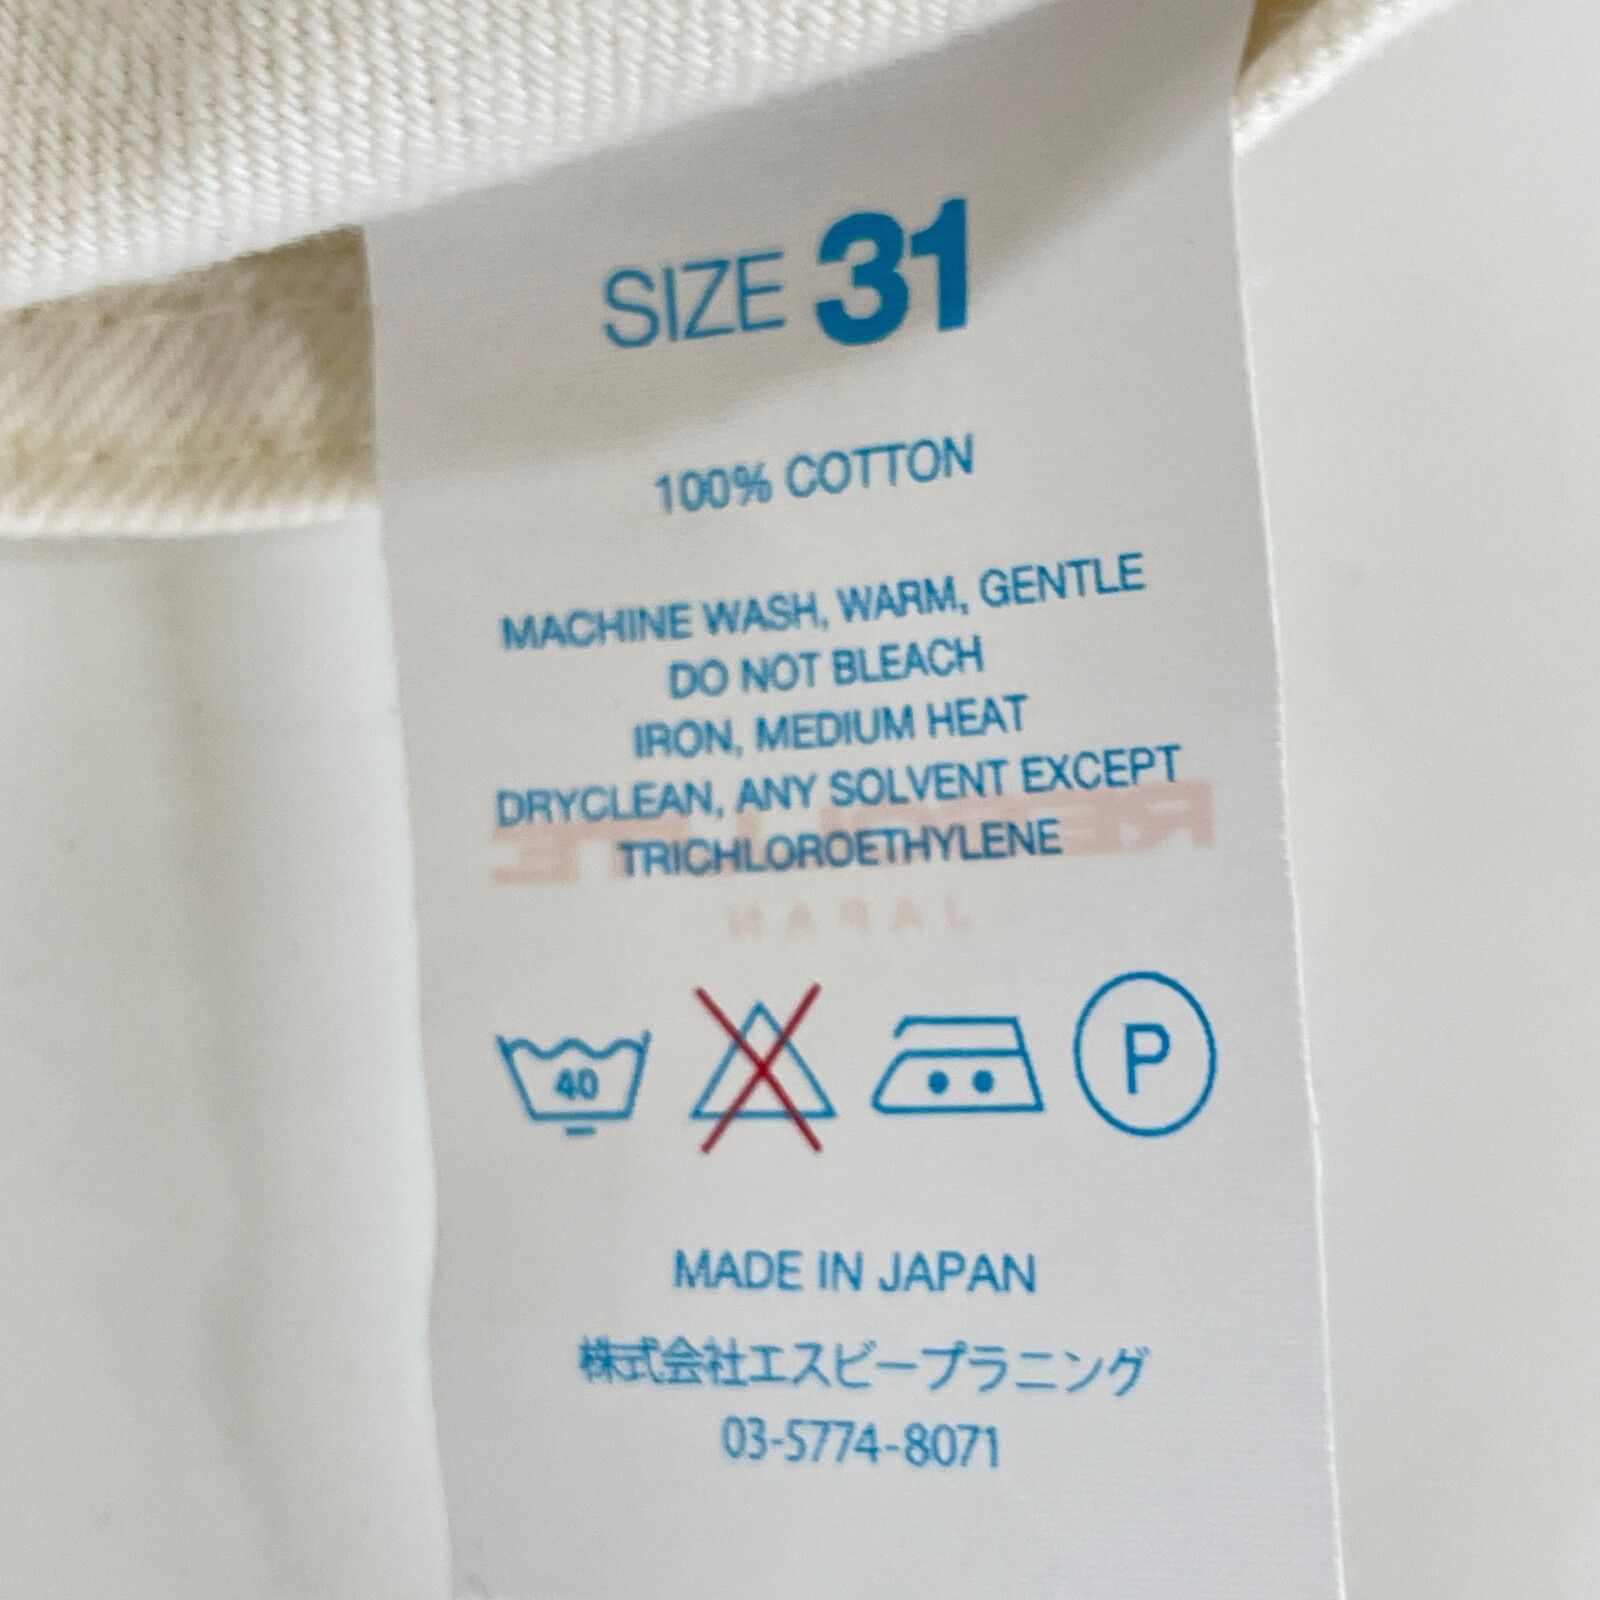 SIZE 31
100% COTTON
MACHINE WASH, WARM, GENTLE
DO NOT BLEACH
IRON, MEDIUM HEAT
DRYCLEAN, ANY SOLVENT EXCEPT
TRICHLOROETHYLENE
JAPAN
40
P
MADE IN JAPAN
株式会社エスビープラニング
03-5774-8071